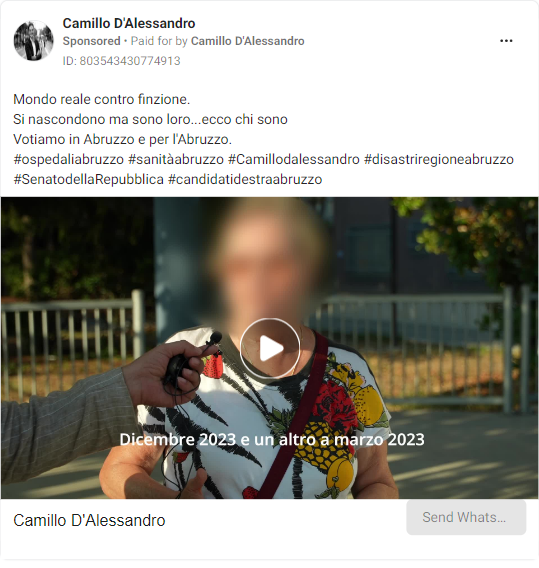 Camillo D'Alessandro
Sponsored • Paid for by Camillo D'Alessandro
ID: 803543430774913
Mondo reale contro finzione.
Si nascondono ma sono loro...ecco chi sono
Votiamo in Abruzzo e per l'Abruzzo.
#ospedaliabruzzo #sanitàabruzzo #Camillodalessandro #disastriregioneabruzzo
#SenatodellaRepubblica #candidatidestraabruzzo
Dicembre 2023 e un altro a marzo 2023
Camillo D'Alessandro
Send Whats...